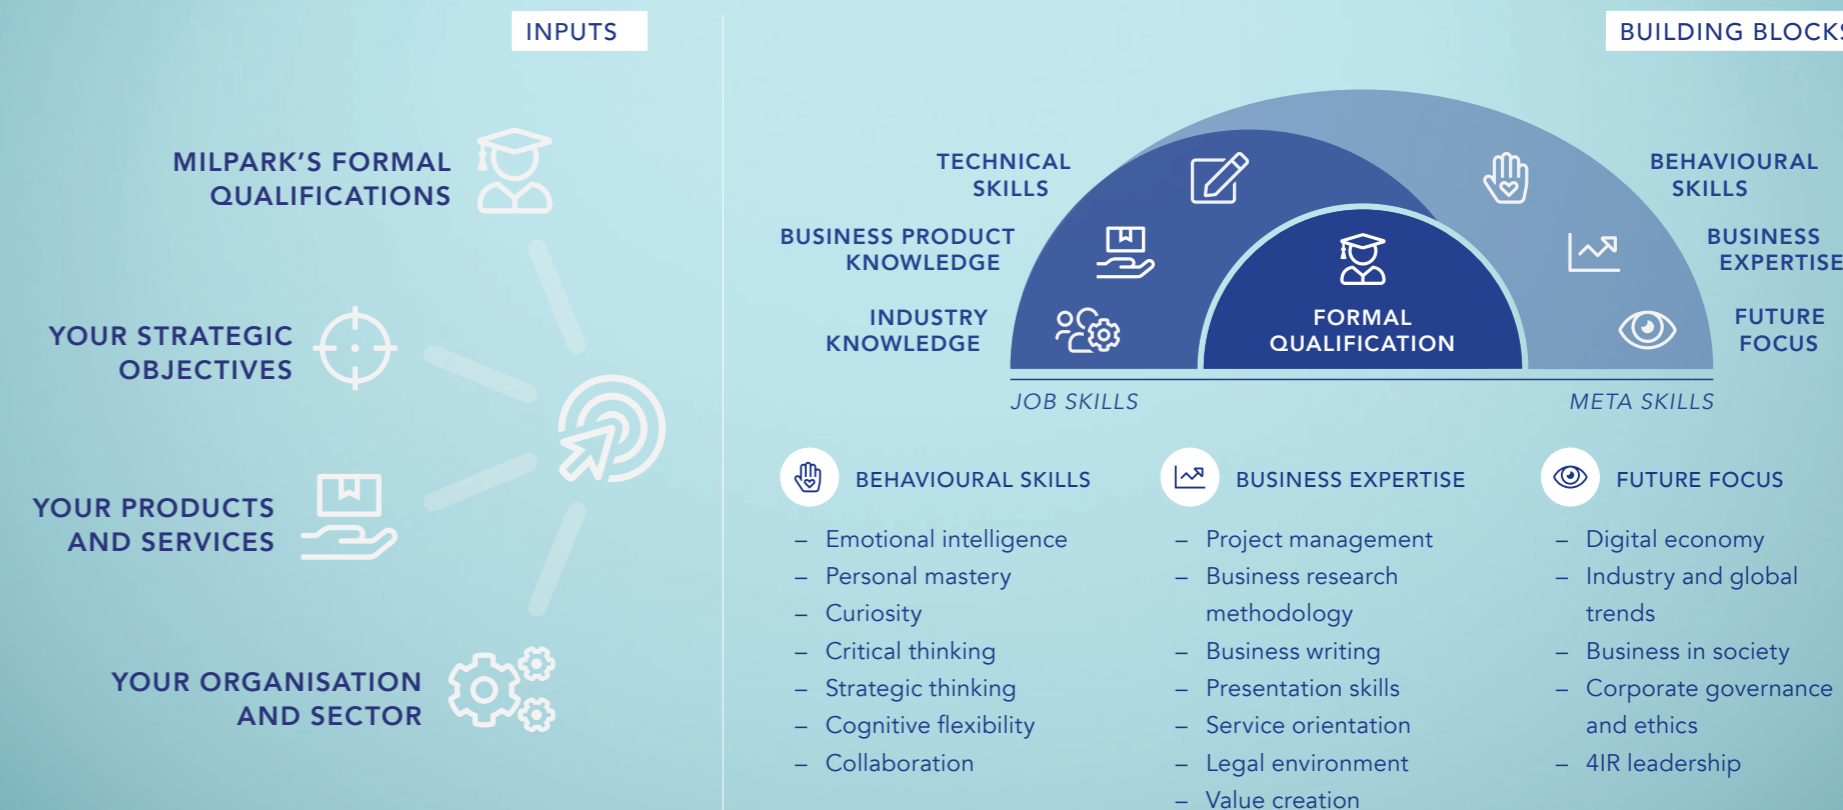 INPUTS
MILPARK'S FORMAL
QUALIFICATIONS
YOUR STRATEGIC
OBJECTIVES
YOUR PRODUCTS
AND SERVICES
YOUR ORGANISATION
AND SECTOR
BUILDING BLOCKS
TECHNICAL
SKILLS
BUSINESS PRODUCT
KNOWLEDGE
INDUSTRY
KNOWLEDGE
FORMAL
QUALIFICATION
BEHAVIOURAL
SKILLS
BUSINESS
EXPERTISE
FUTURE
FOCUS
JOB SKILLS
META SKILLS
BEHAVIOURAL SKILLS
– Emotional intelligence
– Personal mastery
– Curiosity
– Critical thinking
– Strategic thinking
– Cognitive flexibility
– Collaboration
BUSINESS EXPERTISE
– Project management
– Business research
methodology
– Business writing
– Presentation skills
– Service orientation
– Legal environment
– Value creation
FUTURE FOCUS
– Digital economy
– Industry and global
trends
– Business in society
– Corporate governance
and ethics
– 4IR leadership